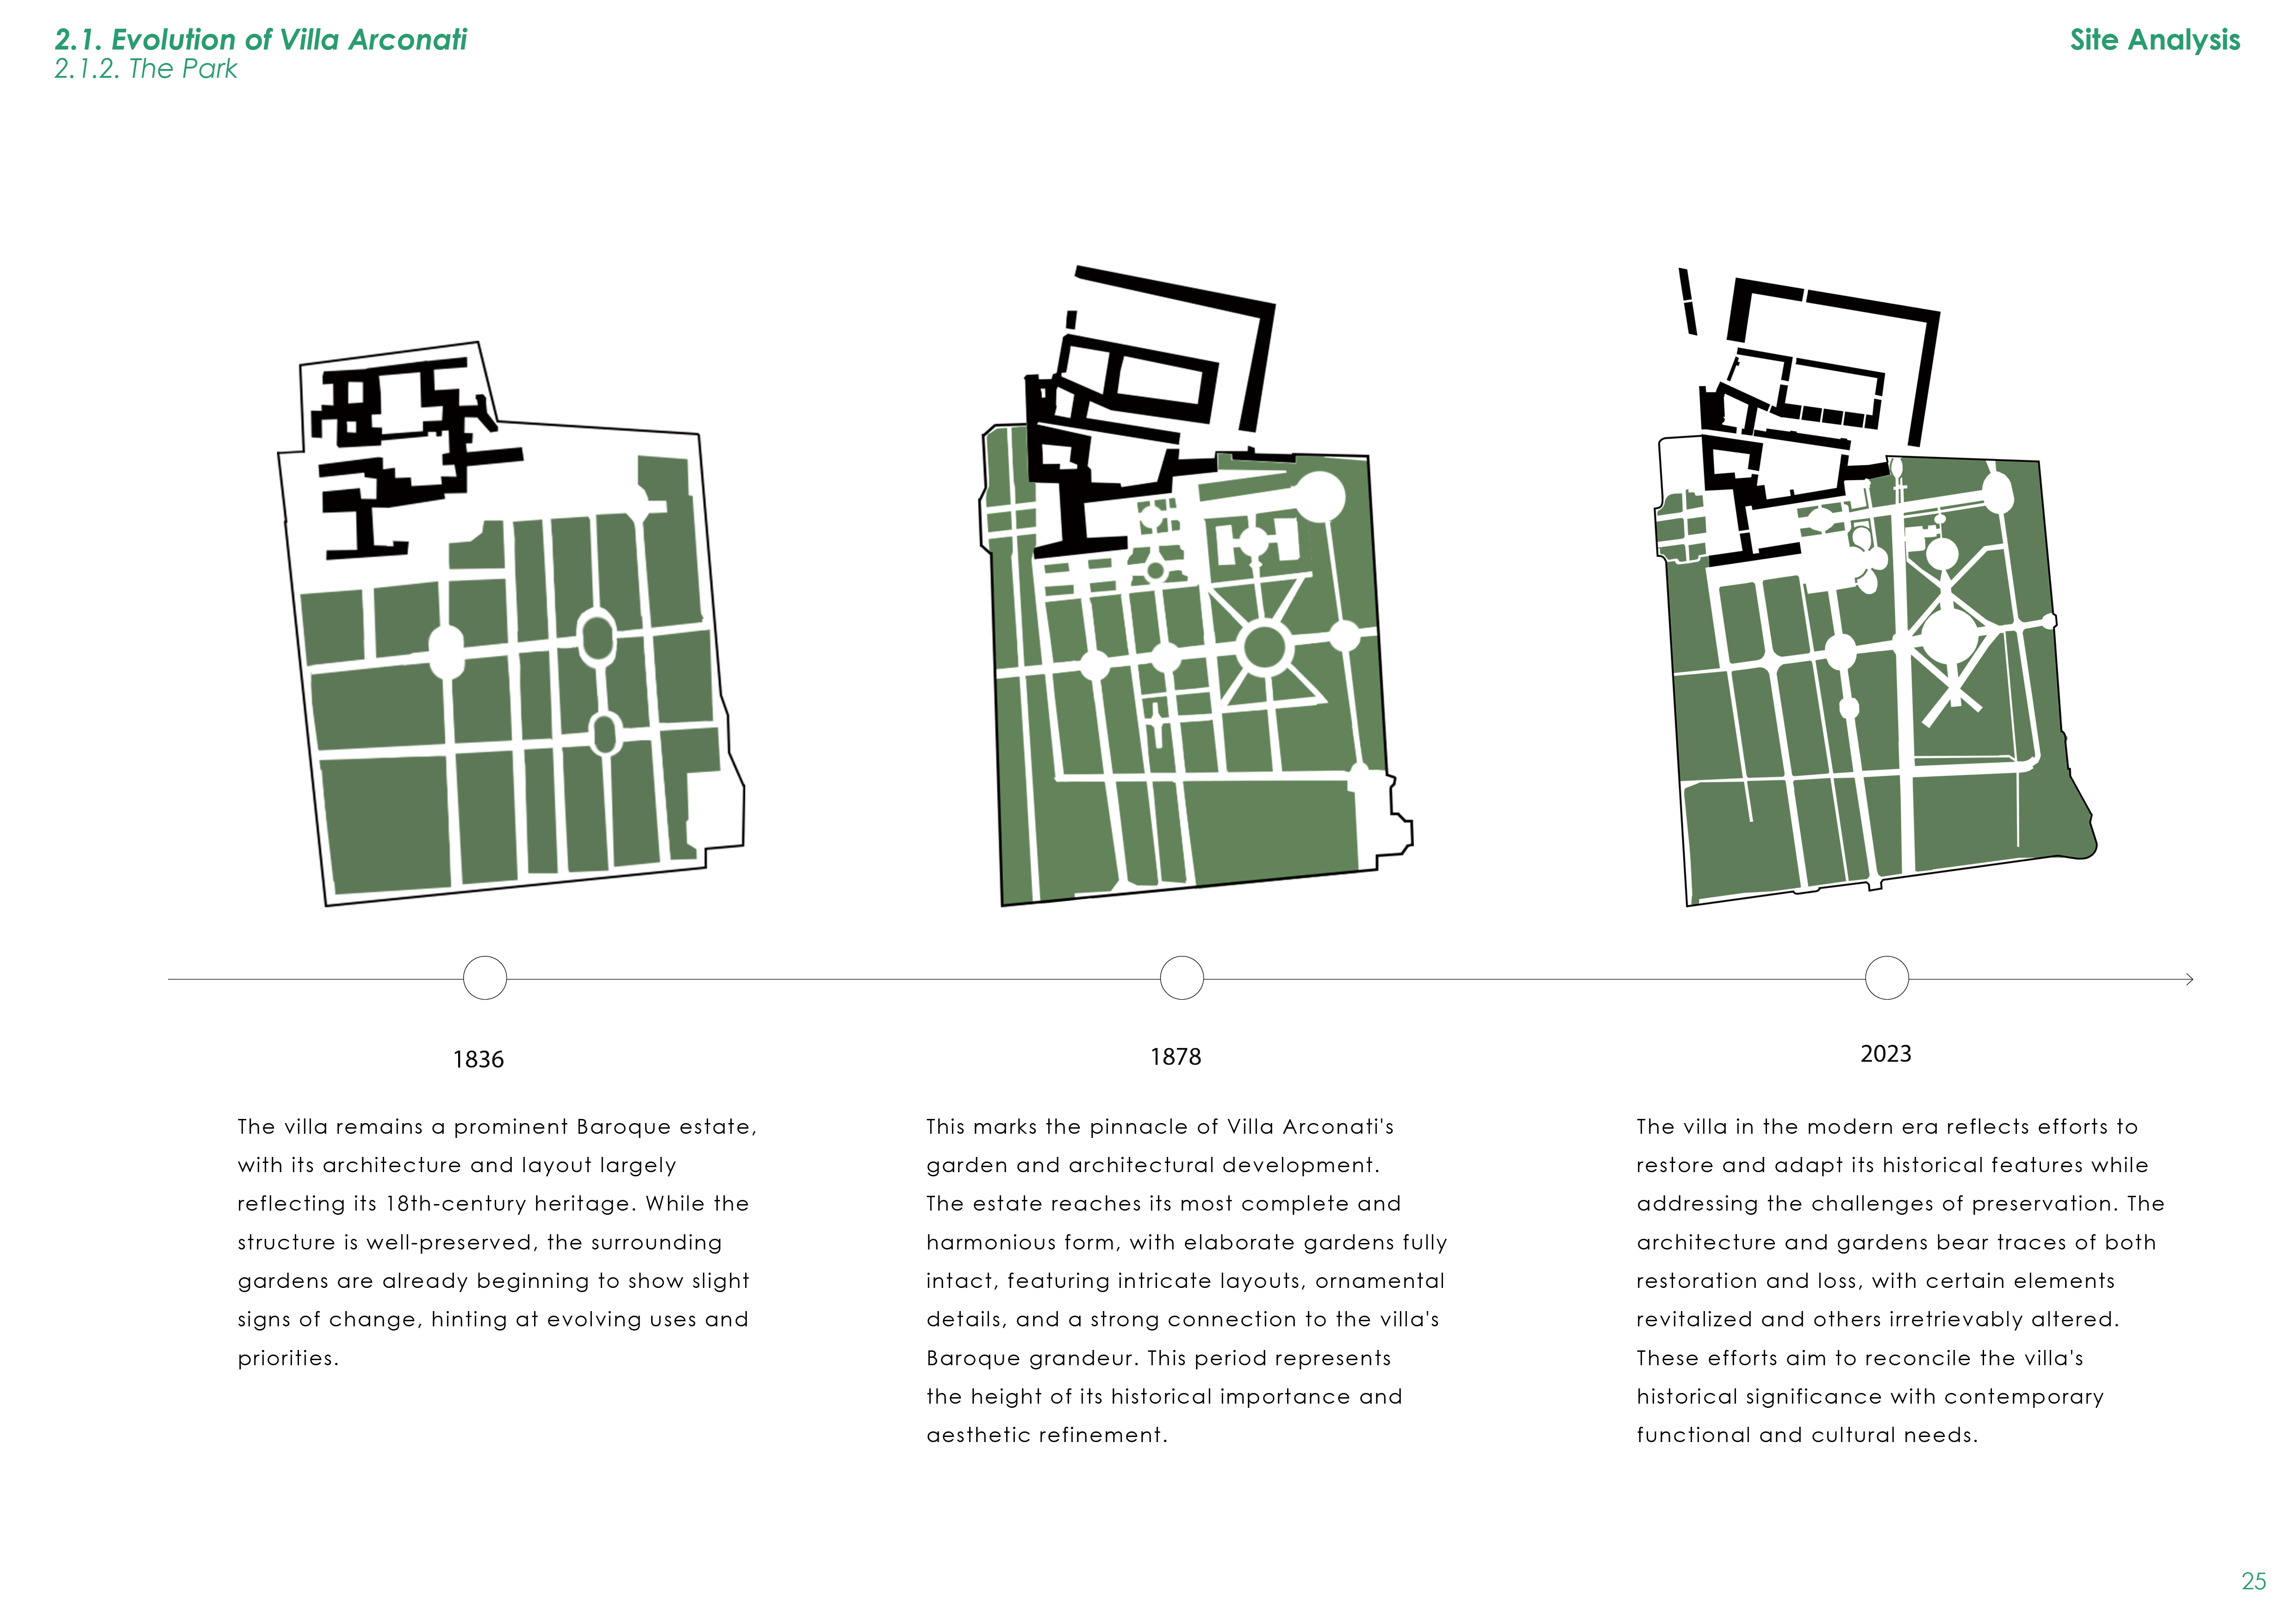 2.1. Evolution of Villa Arconati
2.1.2. The Park
Site Analysis
1836
The villa remains a prominent Baroque estate,
with its architecture and layout largely
reflecting its 18th-century heritage. While the
structure is well-preserved, the surrounding
gardens are already beginning to show slight
signs of change, hinting at evolving uses and
priorities.
1878
This marks the pinnacle of Villa Arconati's
garden and architectural development.
The estate reaches its most complete and
harmonious form, with elaborate gardens fully
intact, featuring intricate layouts, ornamental
details, and a strong connection to the villa's
Baroque grandeur. This period represents
the height of its historical importance and
aesthetic refinement.
2023
The villa in the modern era reflects efforts to
restore and adapt its historical features while
addressing the challenges of preservation. The
architecture and gardens bear traces of both
restoration and loss, with certain elements
revitalized and others irretrievably altered.
These efforts aim to reconcile the villa's
historical significance with contemporary
functional and cultural needs.
25